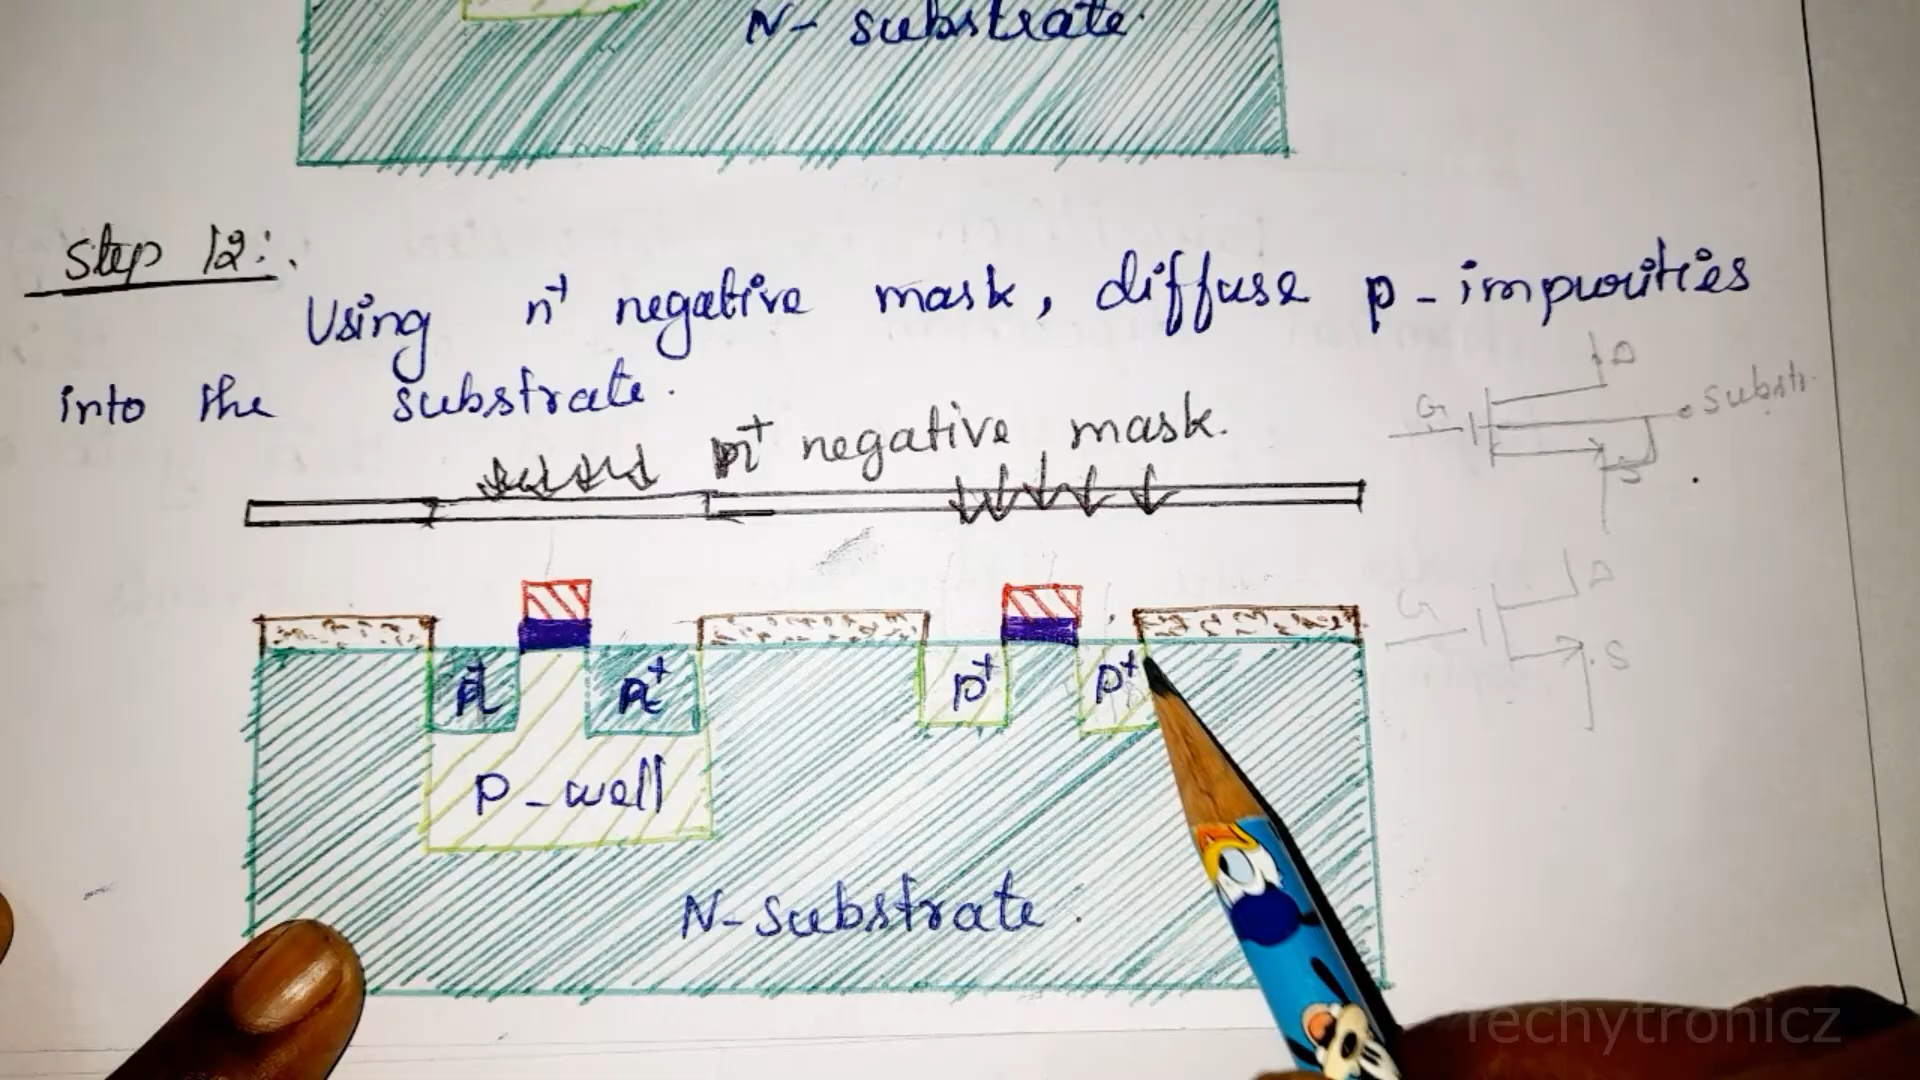 N- substrate.
Step 12:
Using n+ negative mask, diffuse p-impurities
into the substrate.
n+ negative mask.
D
G
substr.
S
G
D
S
n+
p+
p+
P-well
N-substrate.
Techytronicz